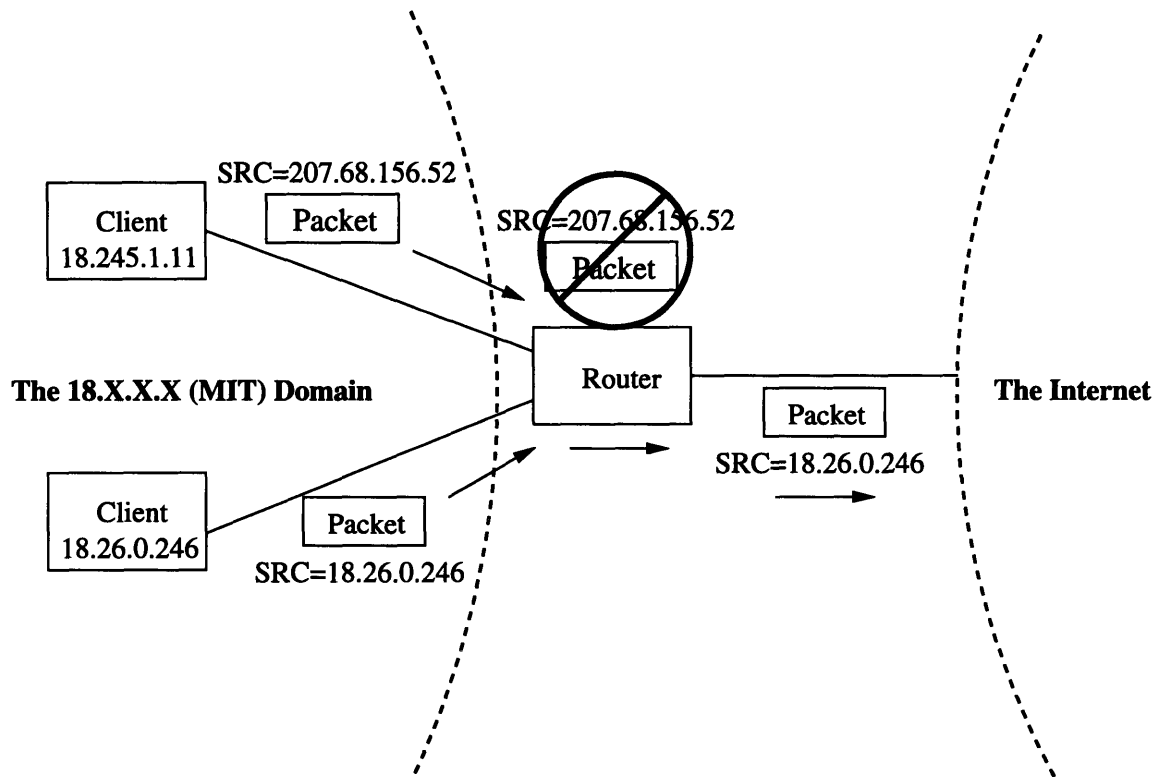 SRC=207.68.156.52
Client
18.245.1.11
Packet
SRC=207.68.156.52
Packet
Router
The 18.X.X.X (MIT) Domain
The Internet
Packet
SRC=18.26.0.246
Client
18.26.0.246
Packet
SRC=18.26.0.246